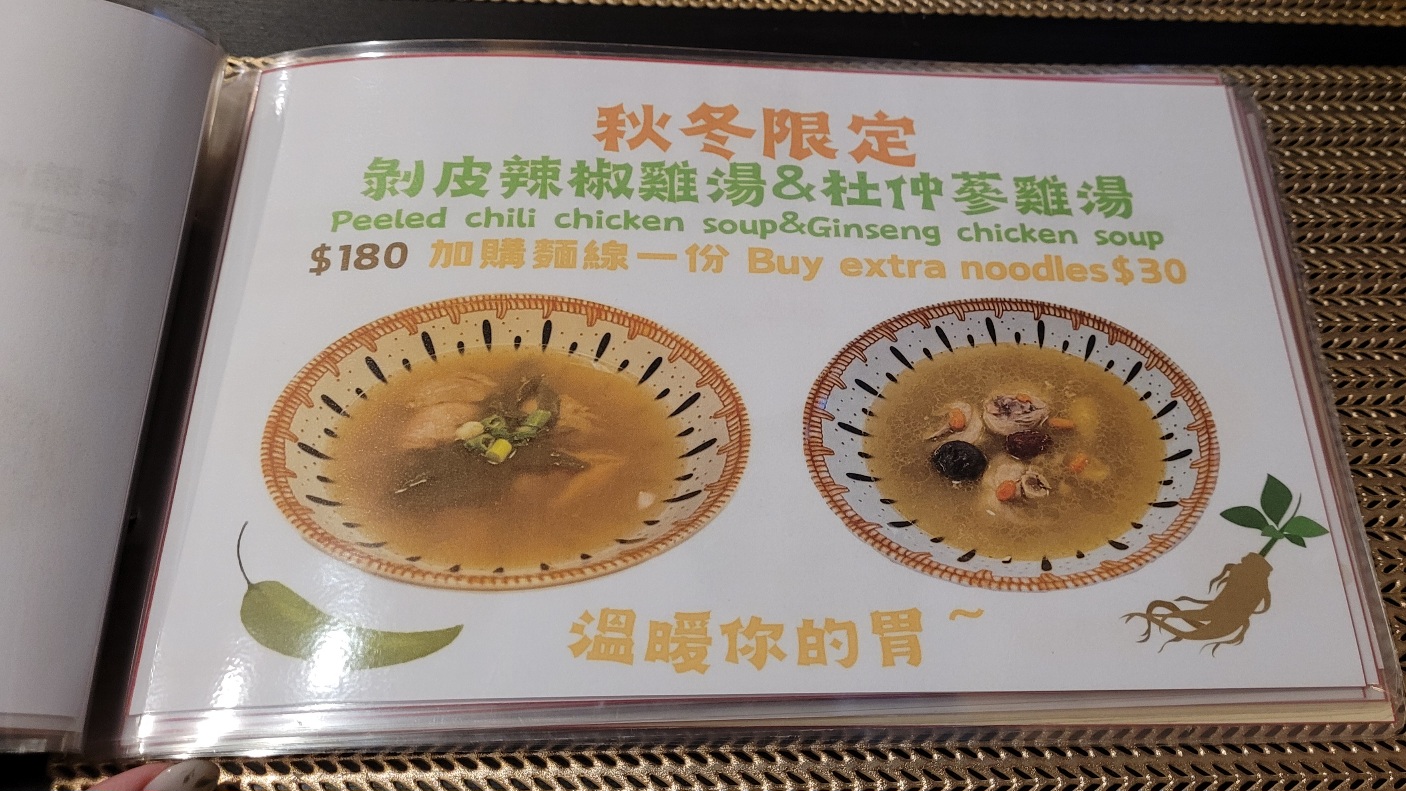 秋冬限定
剝皮辣椒雞湯&杜仲蔘雞湯
Peeled chili chicken soup&Ginseng chicken soup
$180 加購麵線一份 Buy extra noodles$30
溫暖你的胃~